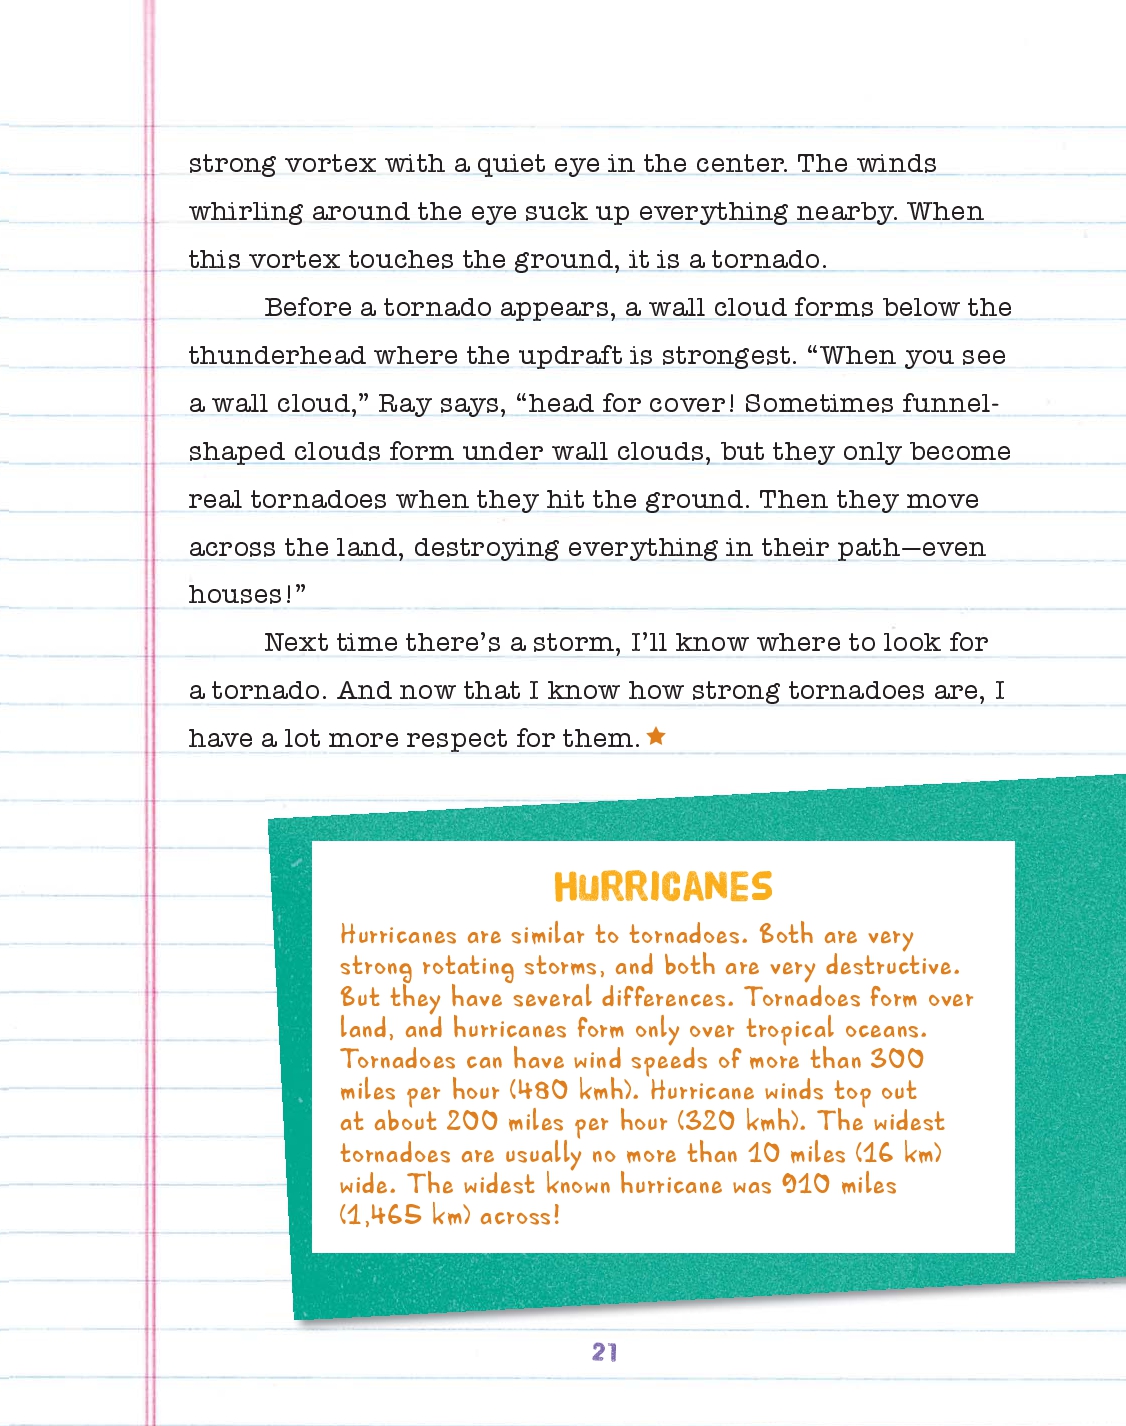 strong vortex with a quiet eye in the center. The winds
whirling around the eye suck up everything nearby. When
this vortex touches the ground, it is a tornado.
Before a tornado appears, a wall cloud forms below the
thunderhead where the updraft is strongest. “When you see
a wall cloud,” Ray says, “head for cover! Sometimes funnel-
shaped clouds form under wall clouds, but they only become
real tornadoes when they hit the ground. Then they move
across the land, destroying everything in their path—even
houses!”
Next time there’s a storm, I’ll know where to look for
a tornado. And now that I know how strong tornadoes are, I
have a lot more respect for them. ★
HURRICANES
Hurricanes are similar to tornadoes. Both are very
strong rotating storms, and both are very destructive.
But they have several differences. Tornadoes form over
land, and hurricanes form only over tropical oceans.
Tornadoes can have wind speeds of more than 300
miles per hour (480 kmh). Hurricane winds top out
at about 200 miles per hour (320 kmh). The widest
tornadoes are usually no more than 10 miles (16 km)
wide. The widest known hurricane was 910 miles
(1,465 km) across!
21